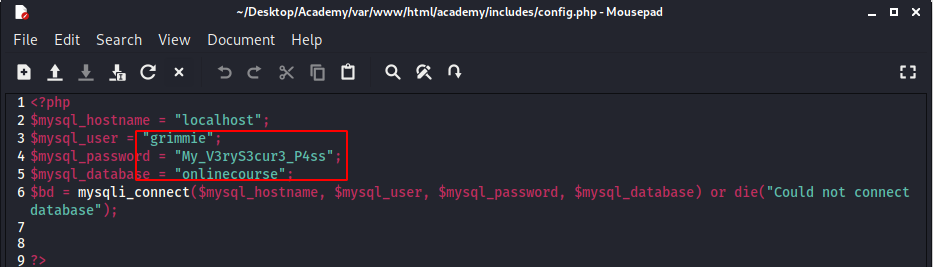 ~/Desktop/Academy/var/www/html/academy/includes/config.php - Mousepad
File Edit Search View Document Help
1 <?php
2 $mysql_hostname = "localhost";
3 $mysql_user = "grimmie";
4 $mysql_password = "My_V3ryS3cur3_P4ss";
5 $mysql_database = "onlinecourse";
6 $bd = mysqli_connect($mysql_hostname, $mysql_user, $mysql_password, $mysql_database) or die("Could not connect
database");
7
8
9 ?>